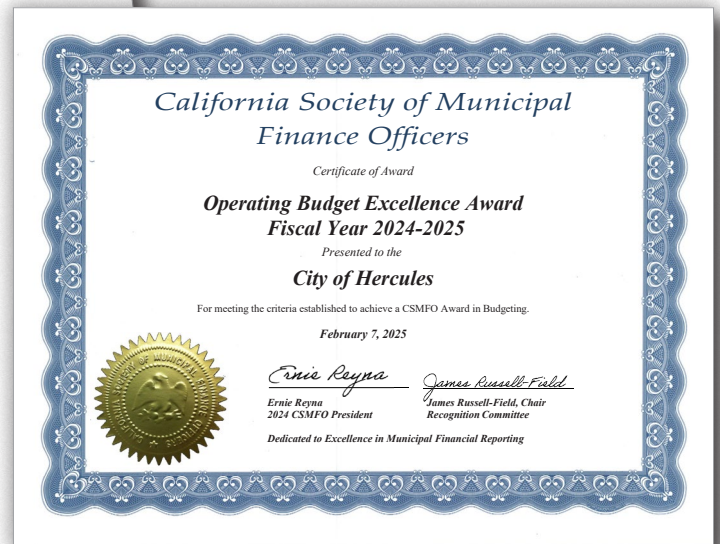 California Society of Municipal
Finance Officers
Certificate of Award
Operating Budget Excellence Award
Fiscal Year 2024-2025
Presented to the
City of Hercules
For meeting the criteria established to achieve a CSMFO Award in Budgeting.
February 7, 2025
Ernie Reyna
James Russell-Field
Ernie Reyna
James Russell-Field, Chair
2024 CSMFO President
Recognition Committee
Dedicated to Excellence in Municipal Financial Reporting